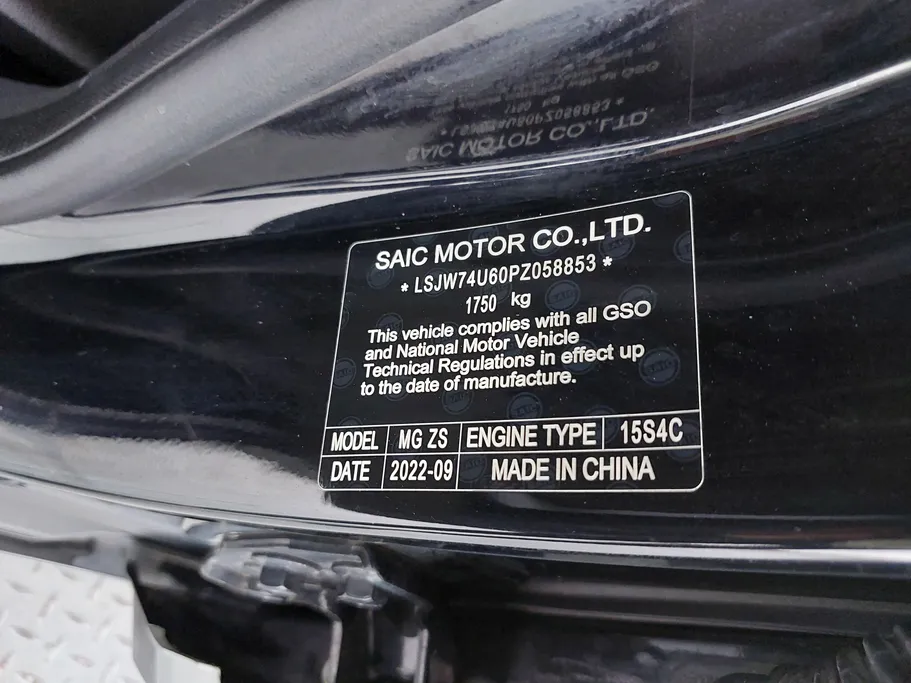 SAIC MOTOR CO.,LTD.
* LSJW74U60PZ058853 *
1750 kg
This vehicle complies with all GSO
and National Motor Vehicle
Technical Regulations in effect up
to the date of manufacture.
MODEL MG ZS ENGINE TYPE 15S4C
DATE 2022-09 MADE IN CHINA